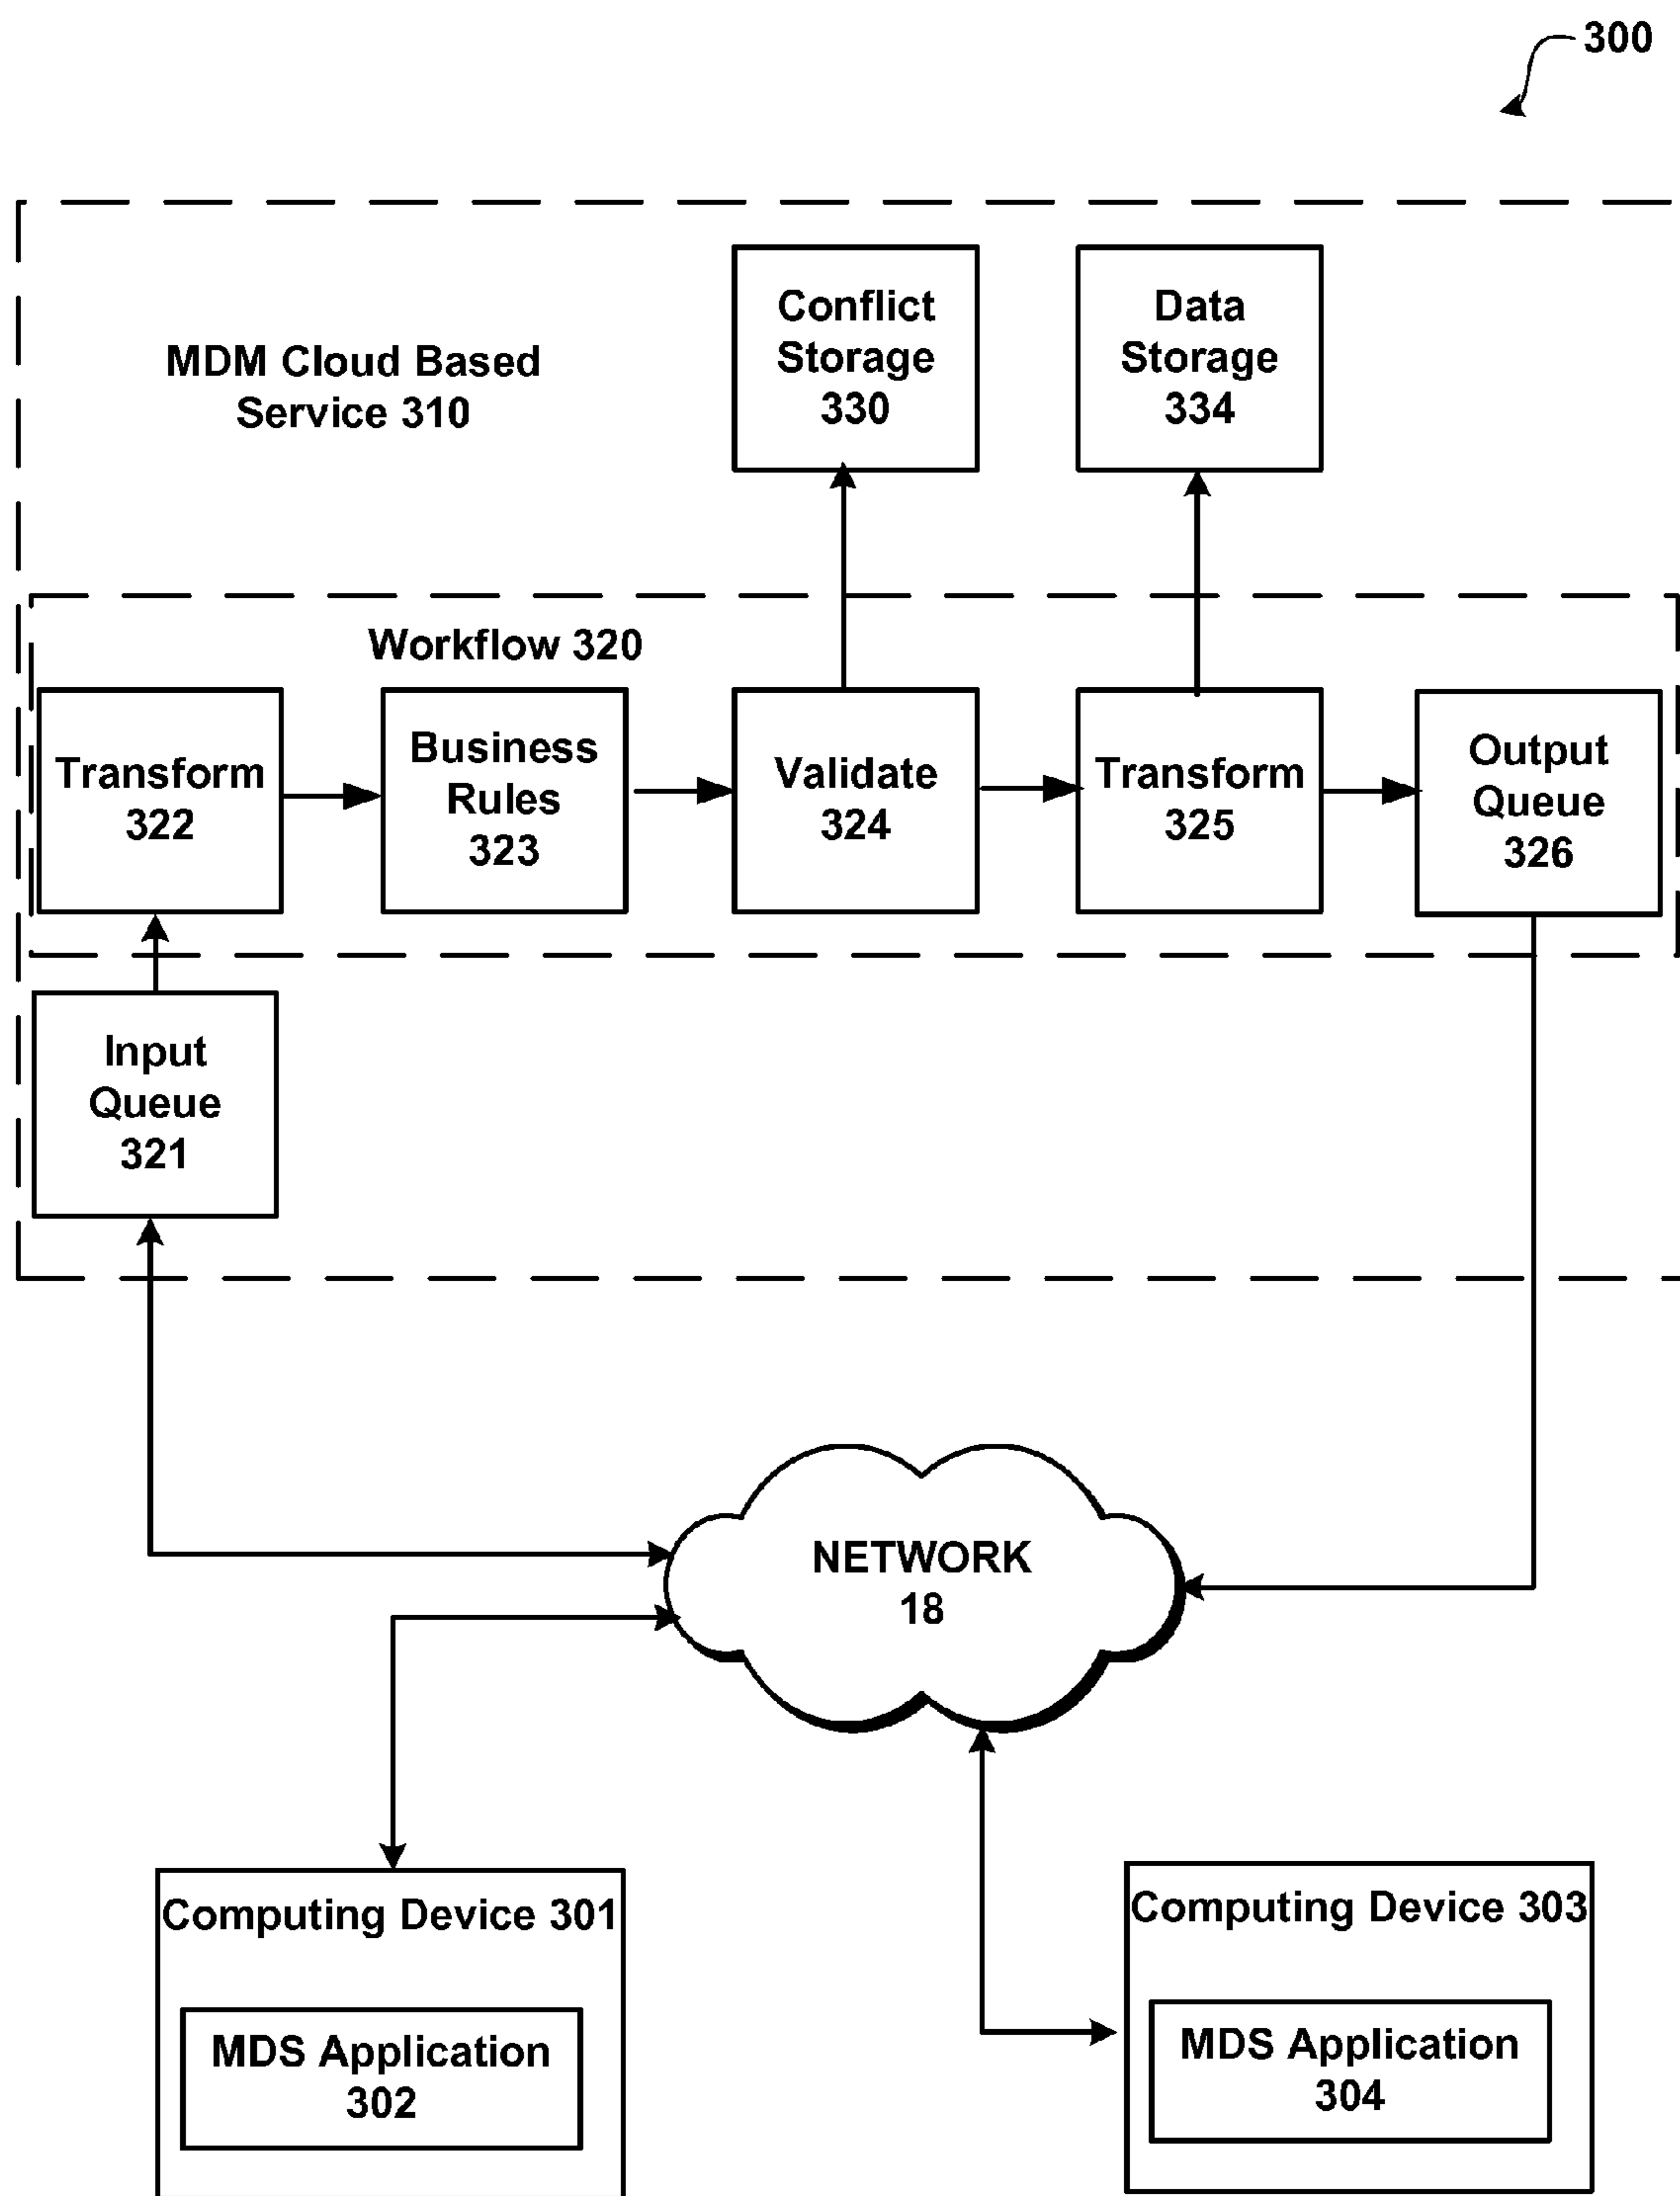 300
MDM Cloud Based
Service 310
Conflict
Storage
330
Data
Storage
334
Workflow 320
Transform
322
Business
Rules
323
Validate
324
Transform
325
Output
Queue
326
Input
Queue
321
NETWORK
18
Computing Device 301
MDS Application
302
Computing Device 303
MDS Application
304